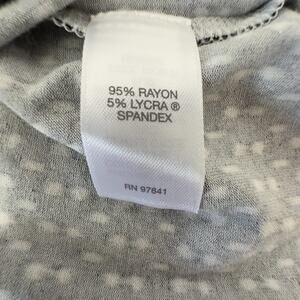 95% RAYON
5% LYCRA ®
SPANDEX
RN 97841